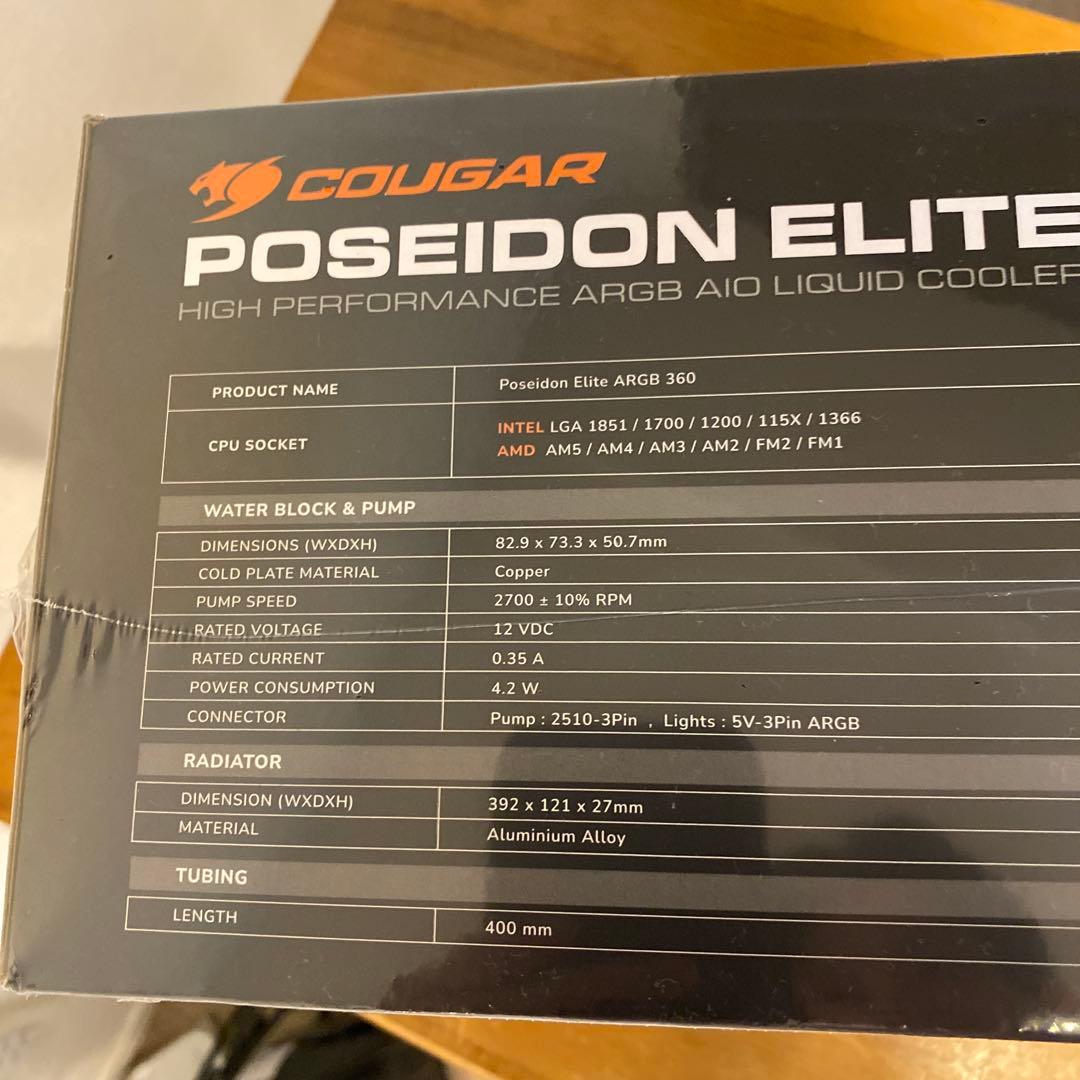 COUGAR
POSEIDON ELITE
HIGH PERFORMANCE ARGB AIO LIQUID COOLER
PRODUCT NAME Poseidon Elite ARGB 360
CPU SOCKET INTEL LGA 1851 / 1700 / 1200 / 115X / 1366
AMD AM5 / AM4 / AM3 / AM2 / FM2 / FM1
WATER BLOCK & PUMP
DIMENSIONS (WXDXH) 82.9 x 73.3 x 50.7mm
COLD PLATE MATERIAL Copper
PUMP SPEED 2700 ± 10% RPM
RATED VOLTAGE 12 VDC
RATED CURRENT 0.35 A
POWER CONSUMPTION 4.2 W
CONNECTOR Pump : 2510-3Pin , Lights : 5V-3Pin ARGB
RADIATOR
DIMENSION (WXDXH) 392 x 121 x 27mm
MATERIAL Aluminium Alloy
TUBING
LENGTH 400 mm